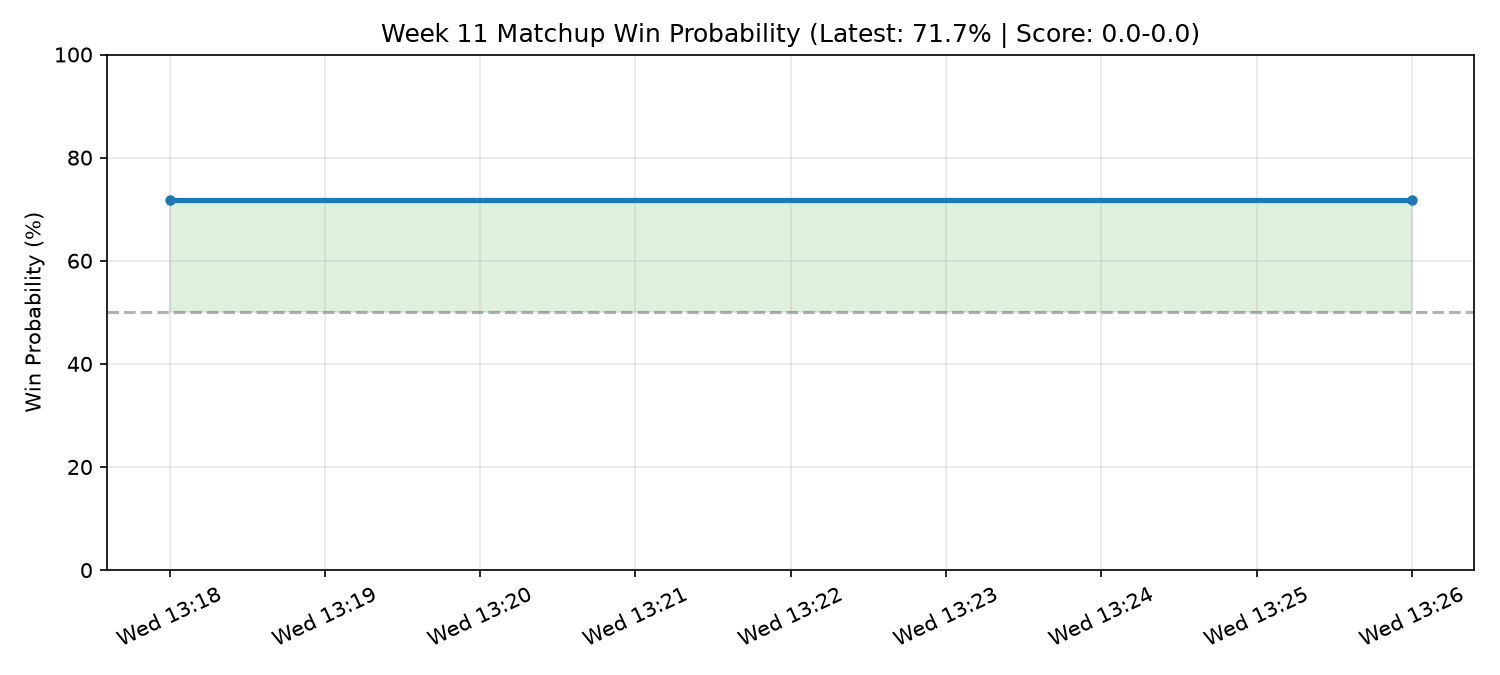 Week 11 Matchup Win Probability (Latest: 71.7% | Score: 0.0-0.0)
Win Probability (%)
100
80
60
40
20
0
Wed 13:18
Wed 13:19
Wed 13:20
Wed 13:21
Wed 13:22
Wed 13:23
Wed 13:24
Wed 13:25
Wed 13:26